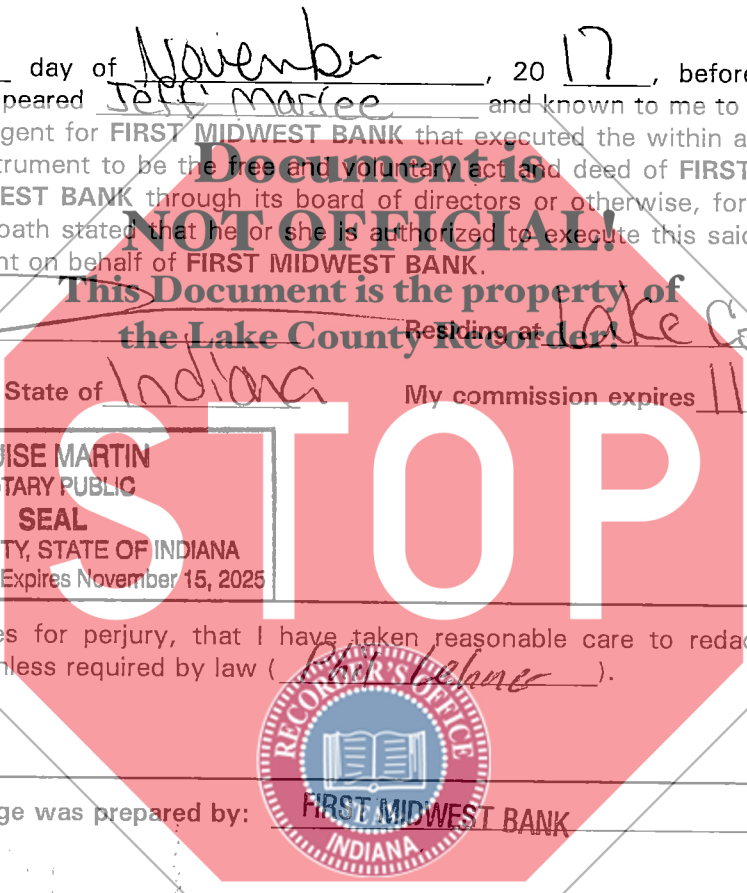 day of November, 20 17, before
peared Jeff Marsee and known to me to
gent for FIRST MIDWEST BANK that executed the within a
trument to be the free and voluntary act and deed of FIRST
EST BANK through its board of directors or otherwise, for
oath stated that he or she is authorized to execute this said
nt on behalf of FIRST MIDWEST BANK.
Document is
NOT OFFICIAL!
This Document is the property of
the Lake County Recorder!
Residing at Lake Co
State of Indiana My commission expires 11
STOP
ISE MARTIN
TARY PUBLIC
SEAL
TY, STATE OF INDIANA
Expires November 15, 2025
es for perjury, that I have taken reasonable care to redac
nless required by law ( ).
RECORDER'S OFFICE
INDIANA
ge was prepared by: FIRST MIDWEST BANK